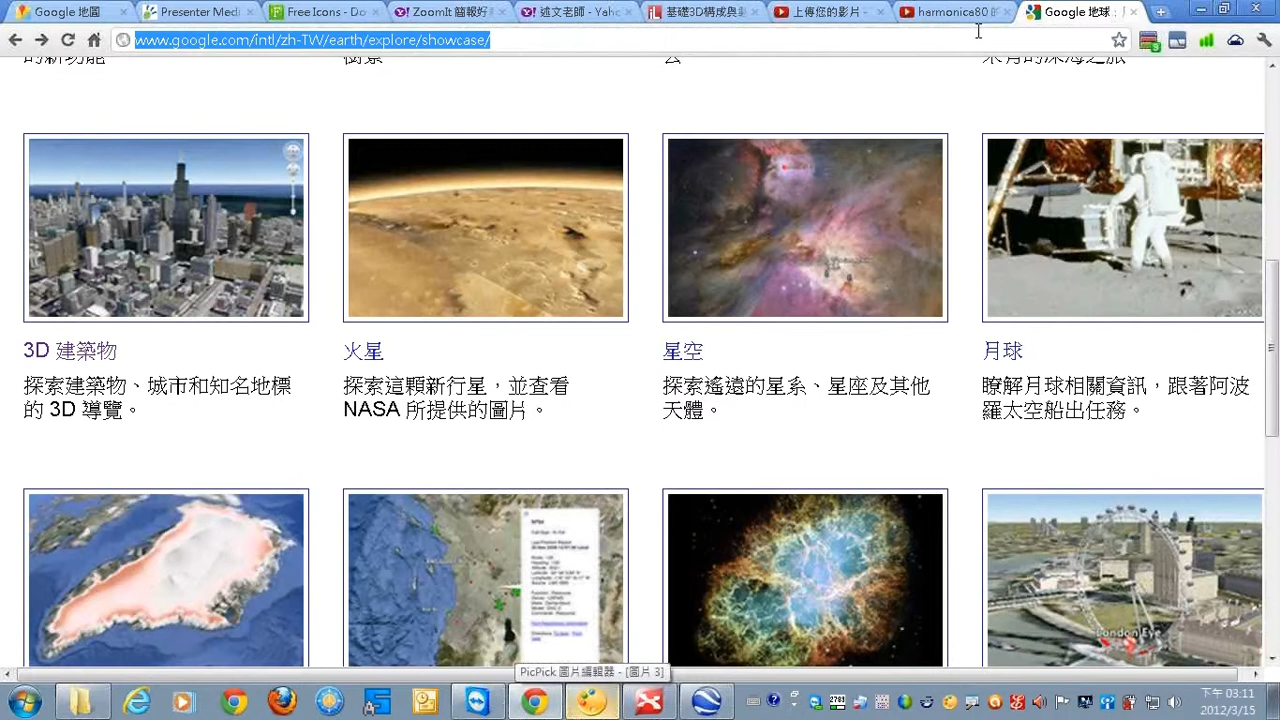 Google 地圖
Presenter Medi
Free Icons - Do
ZoomIt 簡報好
述文老師 - Yaho
基礎3D構成與
上傳您的影片 -
harmonica80 的
Google 地球：
www.google.com/intl/zh-TW/earth/explore/showcase/
的新功能
3D 建築物
探索建築物、城市和知名地標
的 3D 導覽。
火星
探索這顆新行星，並查看
NASA 所提供的圖片。
星空
探索遙遠的星系、星座及其他
天體。
月球
瞭解月球相關資訊，跟著阿波
羅太空船出任務。
London Eye
PicPick 圖片編輯器 - [圖片 3]
下午 03:11
2012/3/15